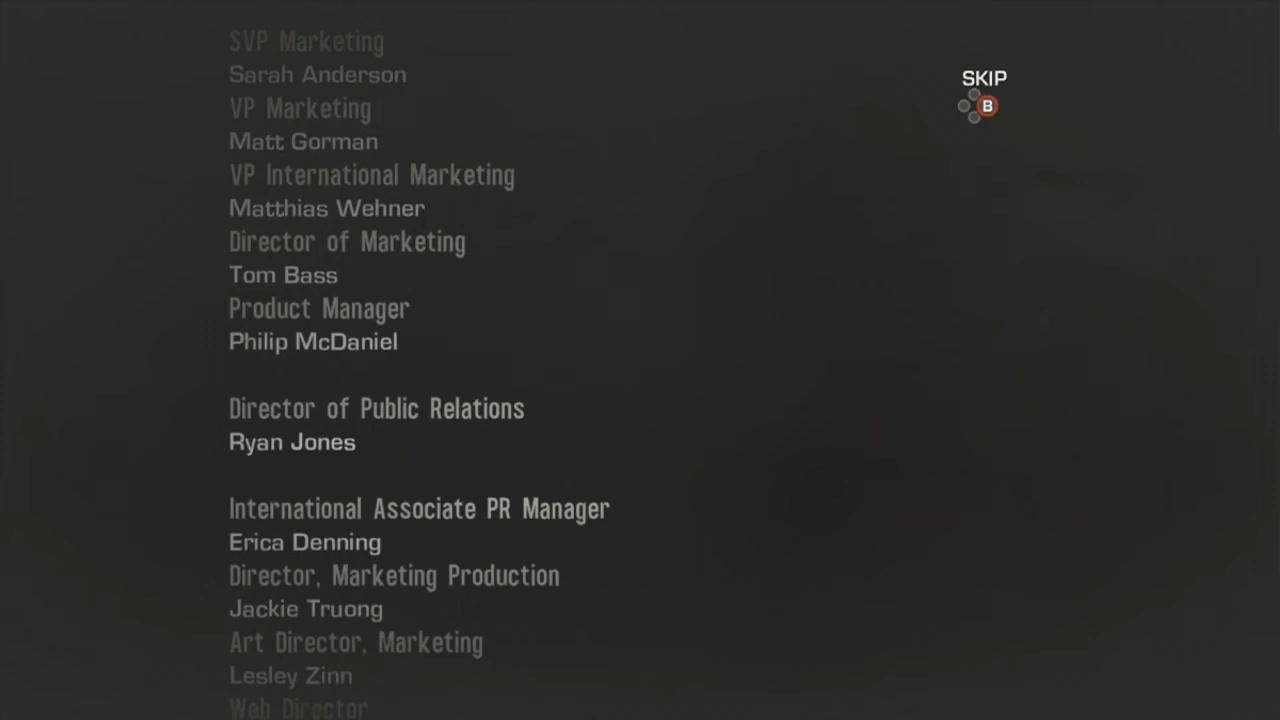 SVP Marketing
Sarah Anderson
VP Marketing
Matt Gorman
VP International Marketing
Matthias Wehner
Director of Marketing
Tom Bass
Product Manager
Philip McDaniel
Director of Public Relations
Ryan Jones
International Associate PR Manager
Erica Denning
Director, Marketing Production
Jackie Truong
Art Director, Marketing
Lesley Zinn
Web Director
SKIP
B